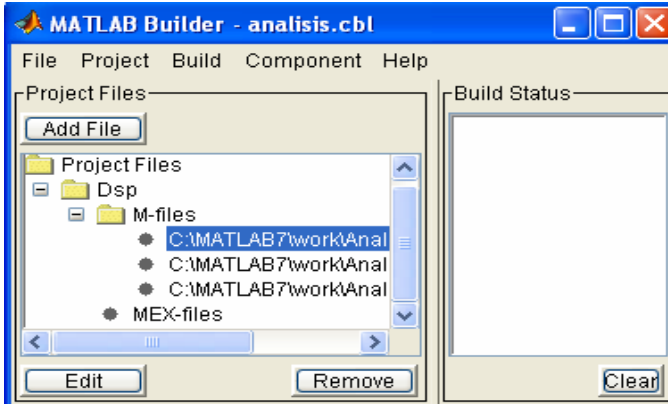 MATLAB Builder - analisis.cbl
File Project Build Component Help
Project Files
Add File
Project Files
Dsp
M-files
C:\MATLAB7\work\Anal
C:\MATLAB7\work\Anal
C:\MATLAB7\work\Anal
MEX-files
Edit
Remove
Build Status
Clear